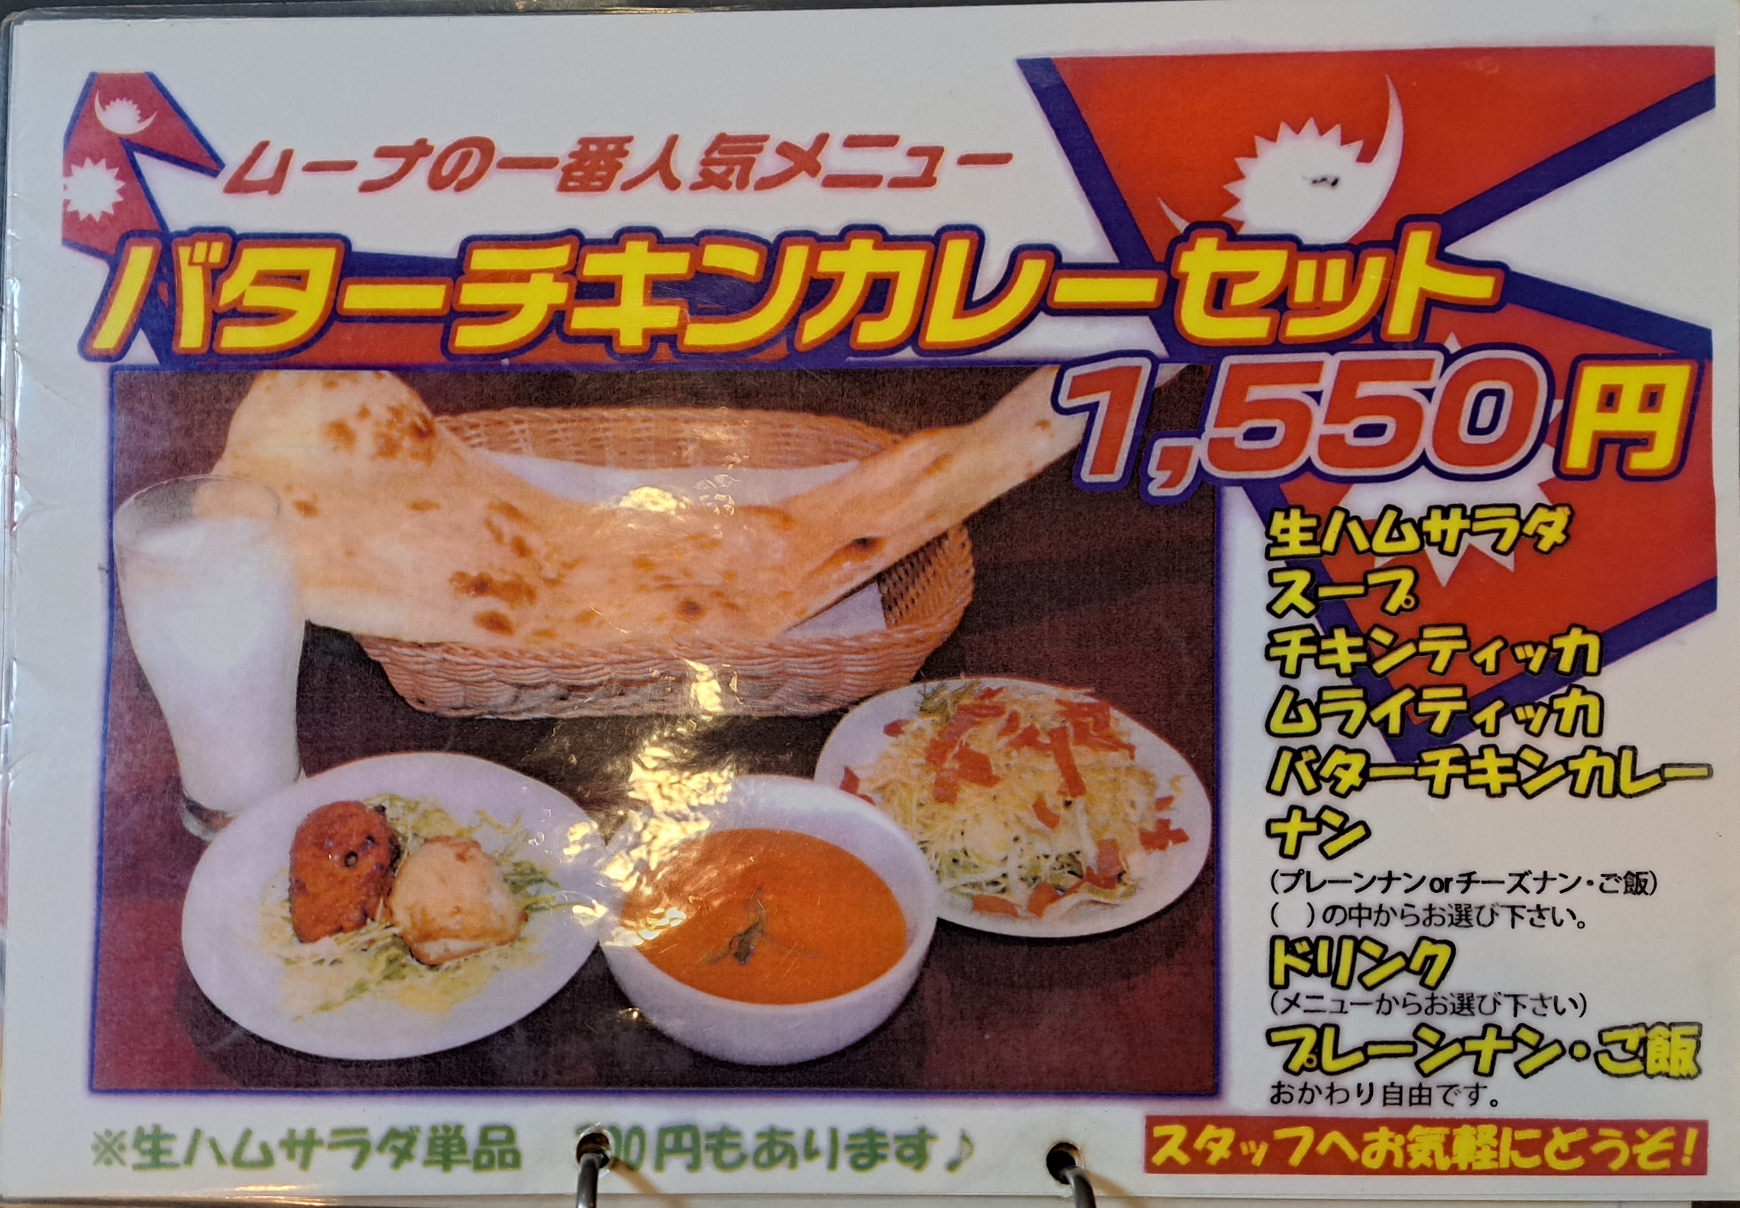 ムーナの一番人気メニュー
バターチキンカレーセット
1,550円
生ハムサラダ
スープ
チキンティッカ
ムライティッカ
バターチキンカレー
ナン
(プレーンナンorチーズナン・ご飯)
(　)の中からお選び下さい。
ドリンク
(メニューからお選び下さい)
プレーンナン・ご飯
おかわり自由です。
※生ハムサラダ単品 円もあります♪
スタッフへお気軽にどうぞ!